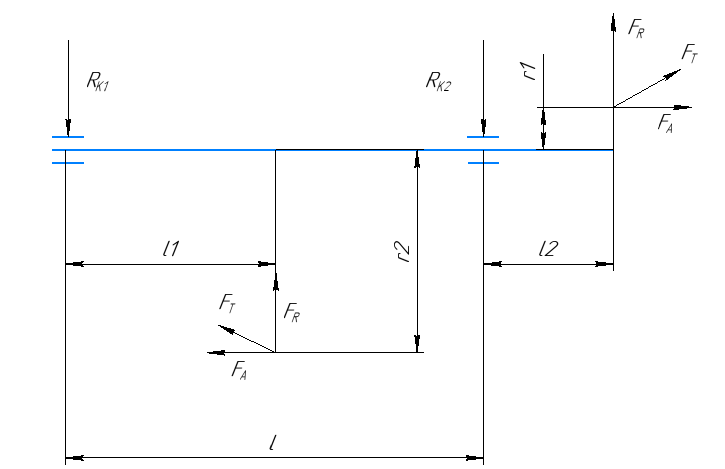 F_R
F_T
r1
R_K1
R_K2
F_A
l1
r2
l2
F_T
F_R
F_A
l